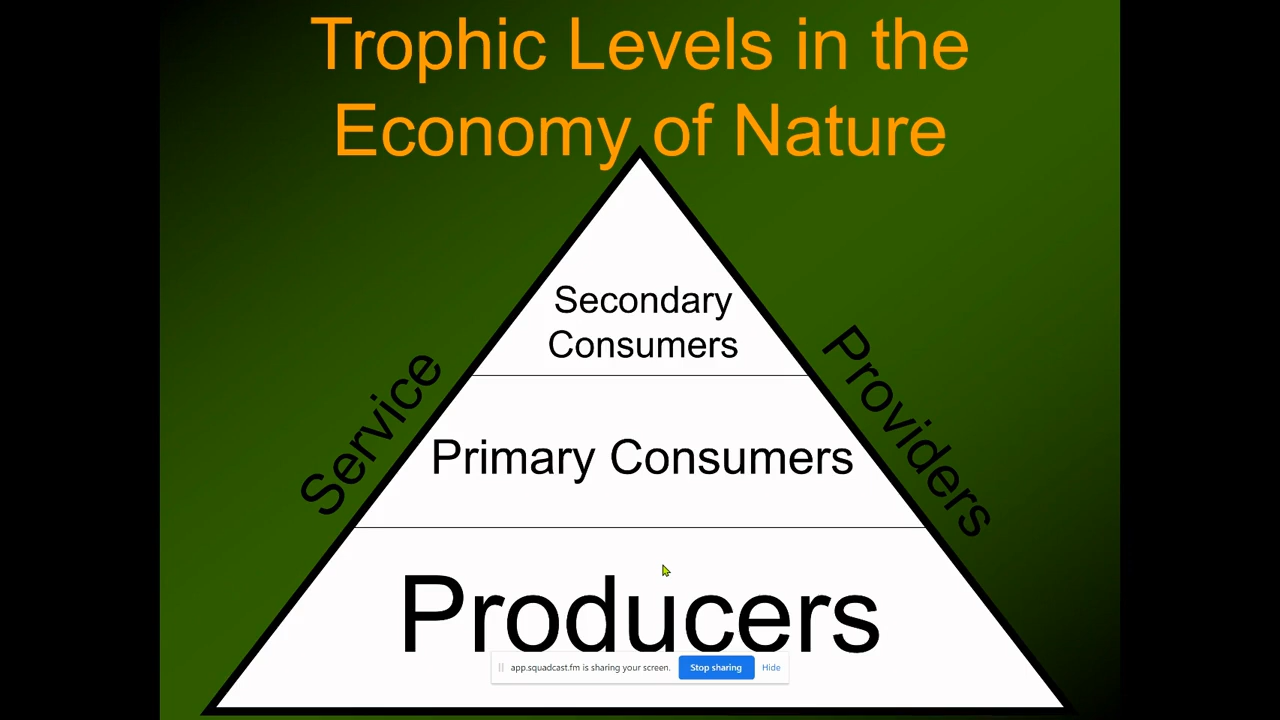 Trophic Levels in the
Economy of Nature
Secondary
Consumers
Service
Providers
Primary Consumers
Producers
app.squadcast.fm is sharing your screen.
Stop sharing
Hide